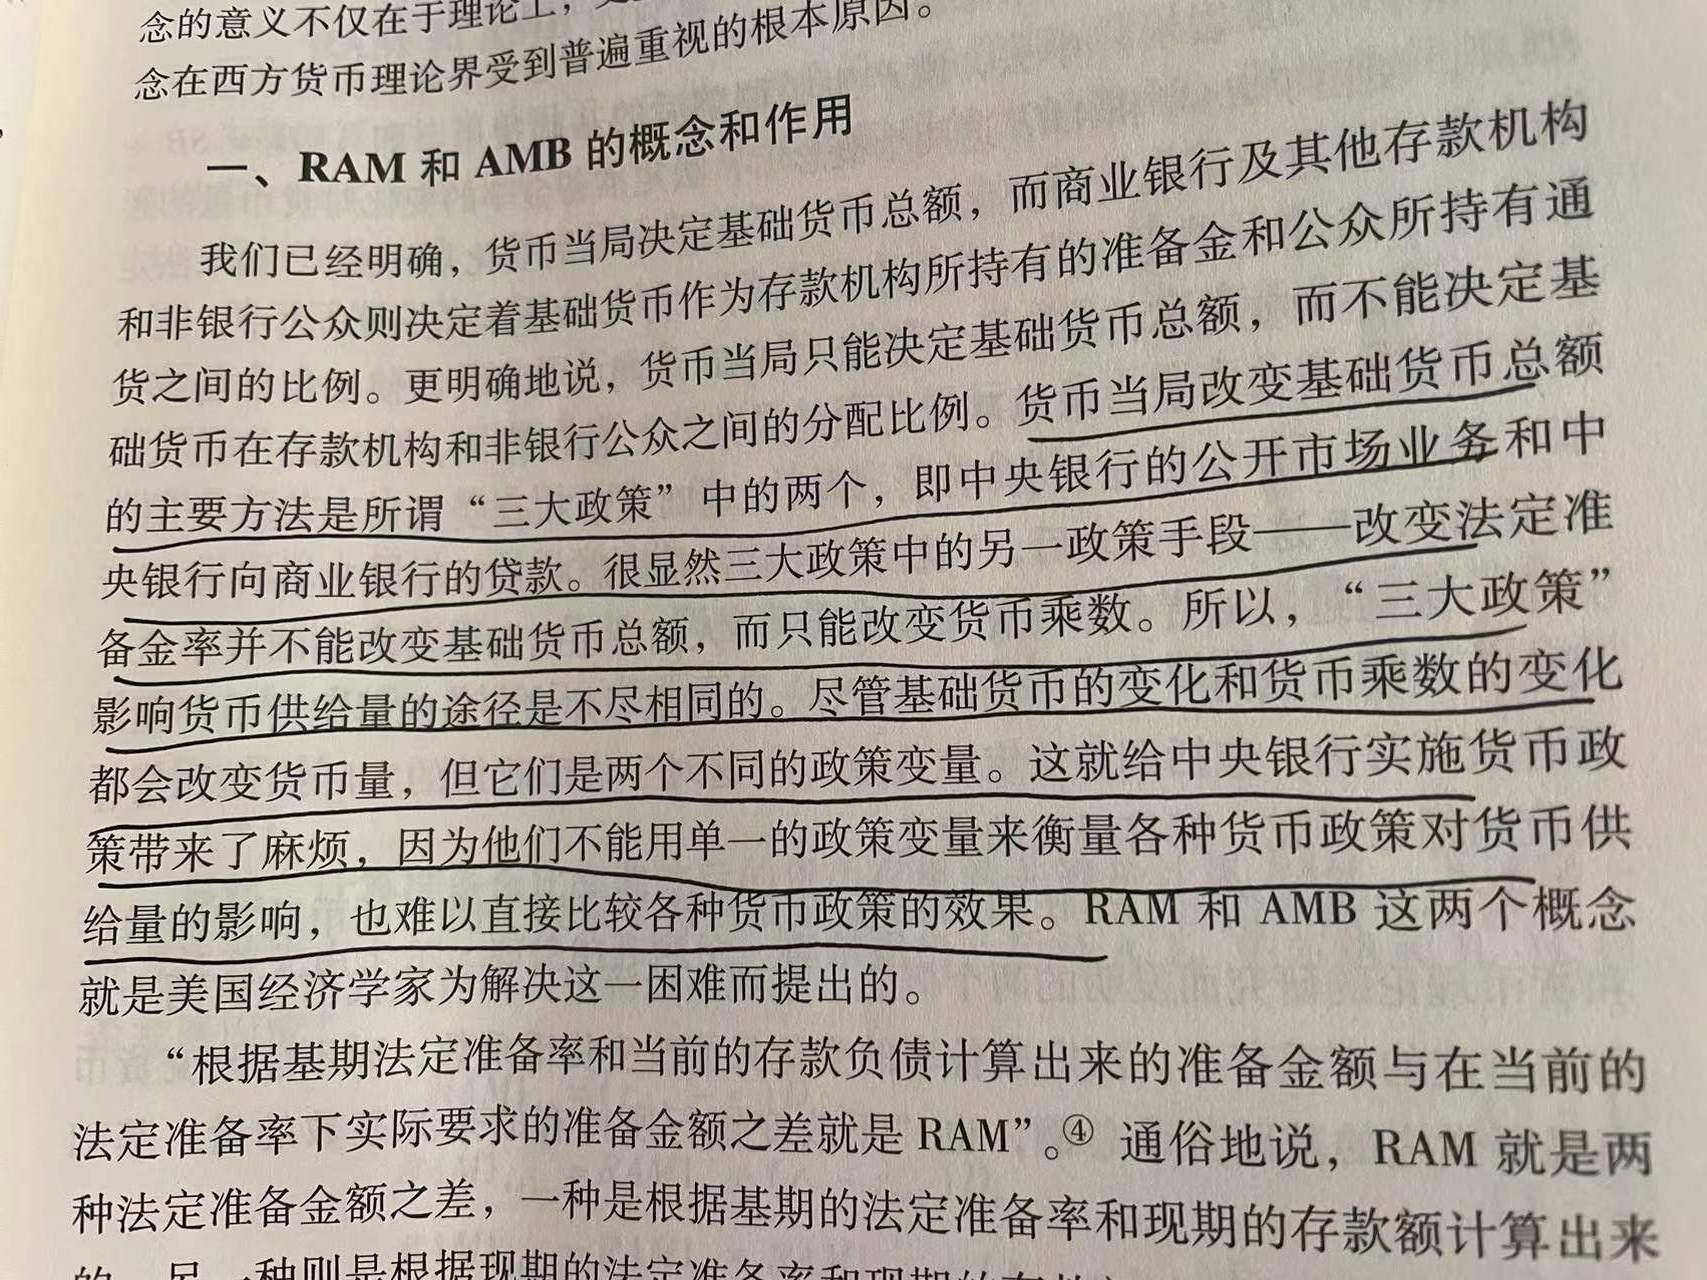 念的意义不仅在于理论上，
念在西方货币理论界受到普遍重视的根本原因。
一、RAM 和 AMB 的概念和作用
我们已经明确，货币当局决定基础货币总额，而商业银行及其他存款机构
和非银行公众则决定着基础货币作为存款机构所持有的准备金和公众所持有通
货之间的比例。更明确地说，货币当局只能决定基础货币总额，而不能决定基
础货币在存款机构和非银行公众之间的分配比例。货币当局改变基础货币总额
的主要方法是所谓“三大政策”中的两个，即中央银行的公开市场业务和中
央银行向商业银行的贷款。很显然三大政策中的另一政策手段——改变法定准
备金率并不能改变基础货币总额，而只能改变货币乘数。所以，“三大政策”
影响货币供给量的途径是不尽相同的。尽管基础货币的变化和货币乘数的变化
都会改变货币量，但它们是两个不同的政策变量。这就给中央银行实施货币政
策带来了麻烦，因为他们不能用单一的政策变量来衡量各种货币政策对货币供
给量的影响，也难以直接比较各种货币政策的效果。RAM 和 AMB 这两个概念
就是美国经济学家为解决这一困难而提出的。
“根据基期法定准备率和当前的存款负债计算出来的准备金额与在当前的
法定准备率下实际要求的准备金额之差就是 RAM”。④ 通俗地说，RAM 就是两
种法定准备金额之差，一种是根据基期的法定准备率和现期的存款额计算出来
的，另一种则是根据现期的法定准备率和现期的存款